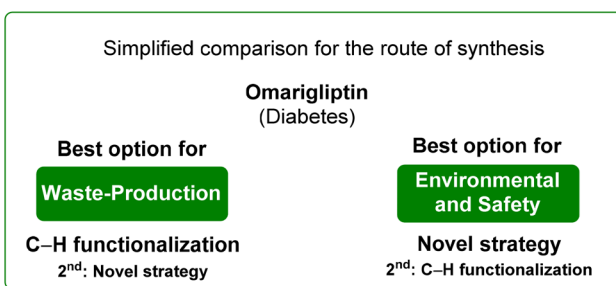 Simplified comparison for the route of synthesis
Omarigliptin
(Diabetes)
Best option for
Waste-Production
C–H functionalization
2nd: Novel strategy
Best option for
Environmental
and Safety
Novel strategy
2nd: C–H functionalization